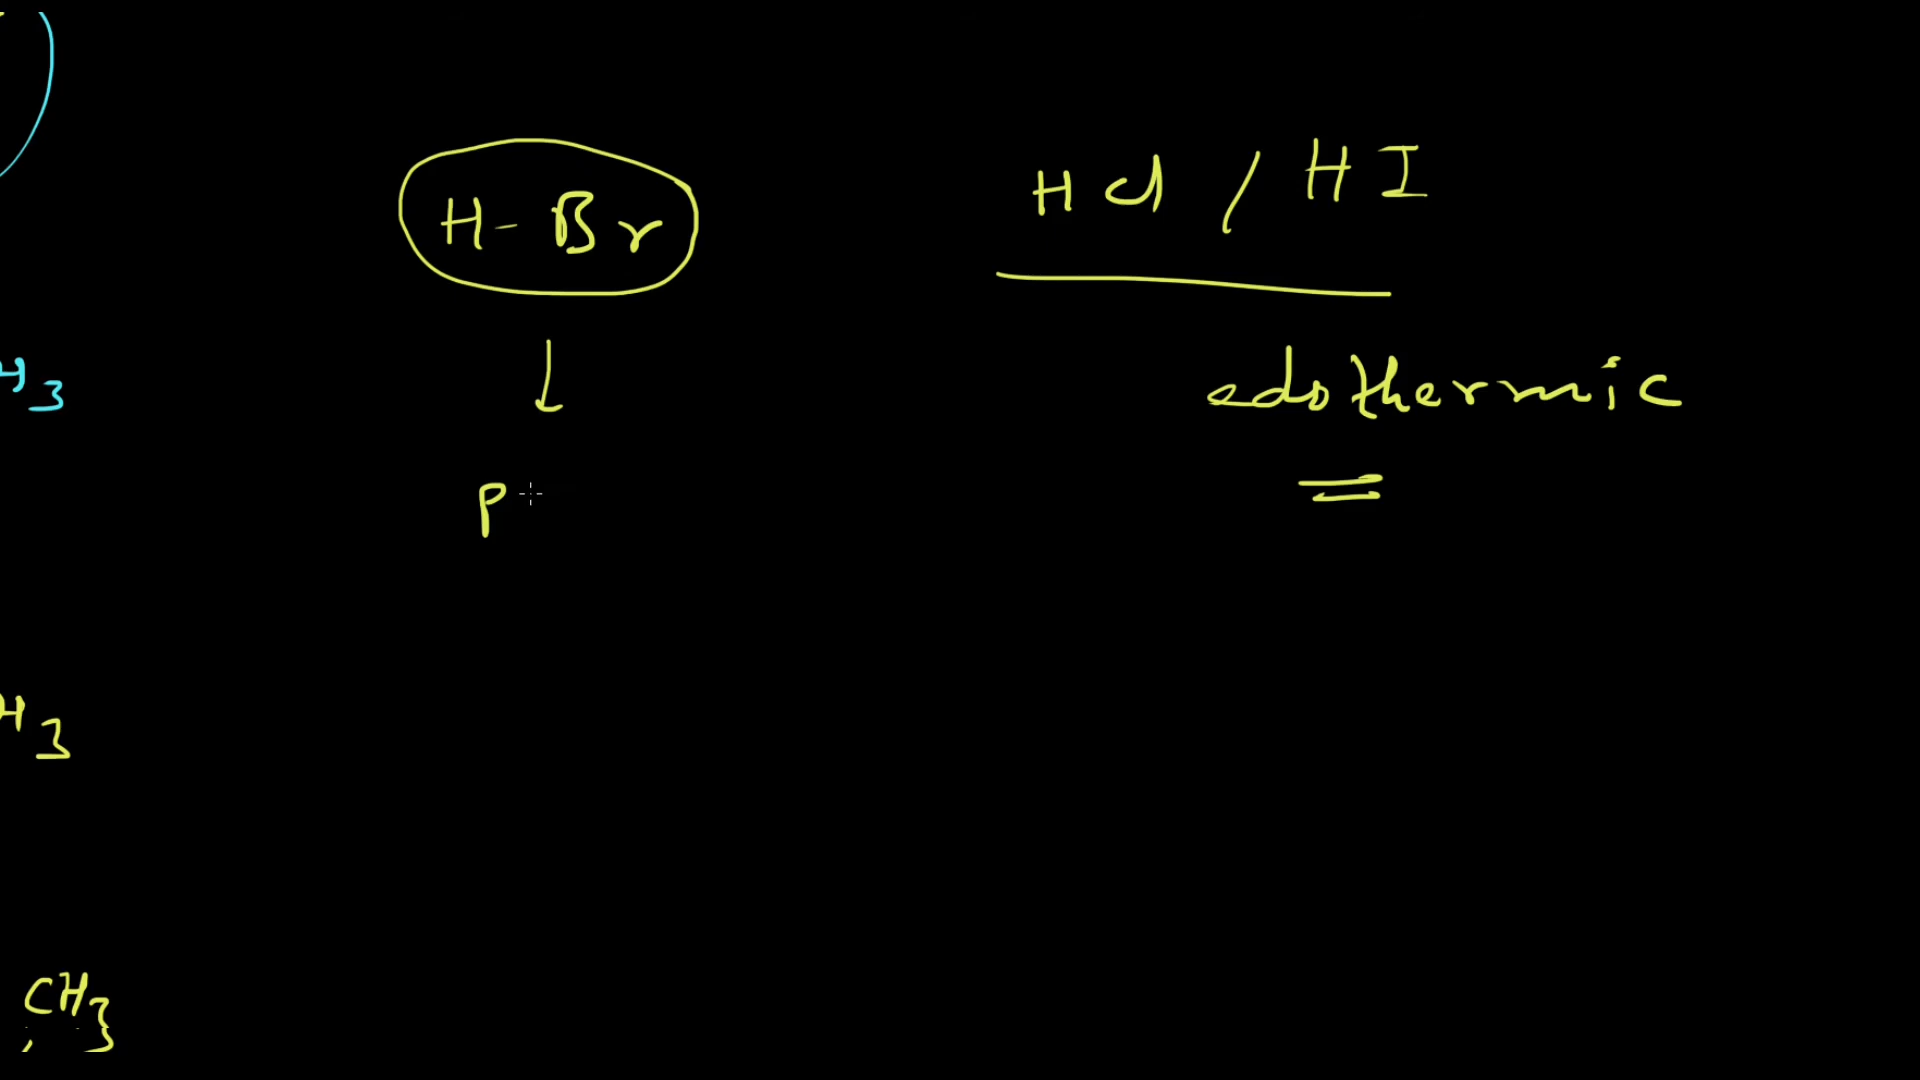 H-Br
HCl / HI
H3
edothermic
P
H3
CH3